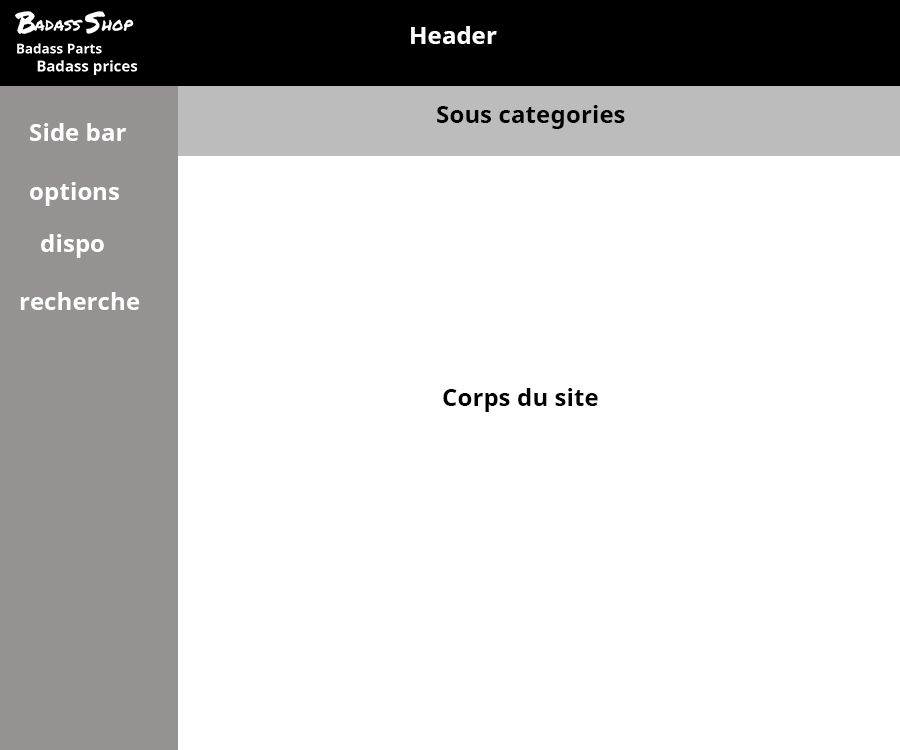 Badass Shop
Badass Parts
Badass prices
Header
Side bar
options
dispo
recherche
Sous categories
Corps du site